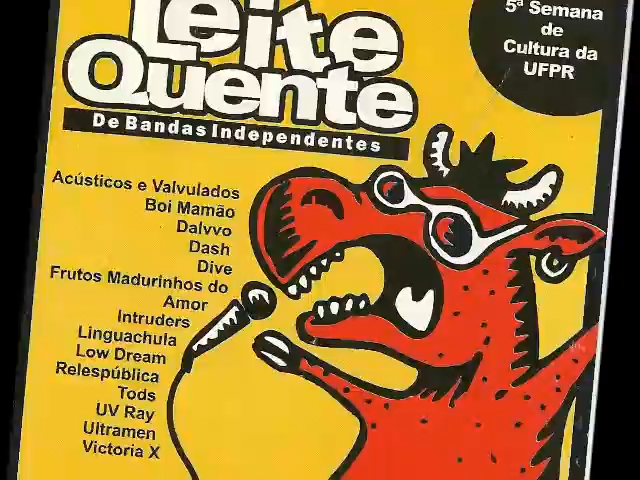 Leite
Quente
De Bandas Independentes
5ª Semana
de
Cultura da
UFPR
Acústicos e Valvulados
Boi Mamão
Dalvvo
Dash
Dive
Frutos Madurinhos do
Amor
Intruders
Linguachula
Low Dream
Relespública
Tods
UV Ray
Ultramen
Victoria X